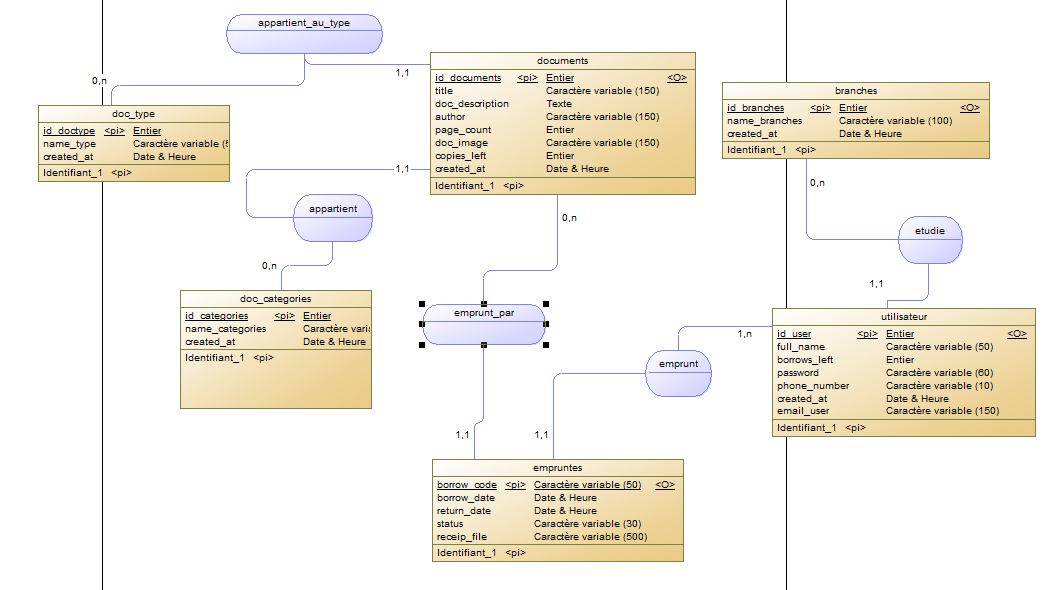 appartient_au_type
0,n
1,1
doc_type
id_doctype <pi> Entier
name_type Caractère variable (5
created_at Date & Heure
Identifiant_1 <pi>
documents
id_documents <pi> Entier <O>
title Caractère variable (150)
doc_description Texte
author Caractère variable (150)
page_count Entier
doc_image Caractère variable (150)
copies_left Entier
created_at Date & Heure
Identifiant_1 <pi>
branches
id_branches <pi> Entier <O>
name_branches Caractère variable (100)
created_at Date & Heure
Identifiant_1 <pi>
1,1
appartient
0,n
0,n
0,n
etudie
1,1
doc_categories
id_categories <pi> Entier
name_categories Caractère varia
created_at Date & Heure
Identifiant_1 <pi>
emprunt_par
1,n
emprunt
utilisateur
id_user <pi> Entier <O>
full_name Caractère variable (50)
borrows_left Entier
password Caractère variable (60)
phone_number Caractère variable (10)
created_at Date & Heure
email_user Caractère variable (150)
Identifiant_1 <pi>
1,1
1,1
empruntes
borrow_code <pi> Caractère variable (50) <O>
borrow_date Date & Heure
return_date Date & Heure
status Caractère variable (30)
receip_file Caractère variable (500)
Identifiant_1 <pi>